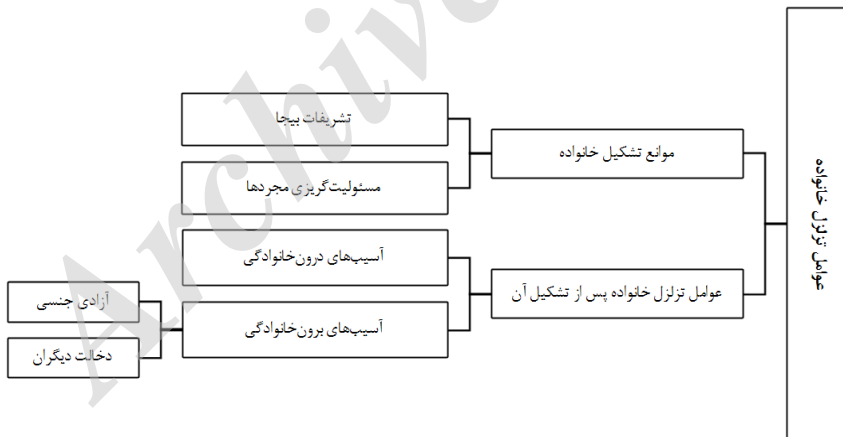 عوامل تزلزل خانواده
موانع تشکیل خانواده
تشریفات بیجا
مسئولیت‌گریزی مجردها
عوامل تزلزل خانواده پس از تشکیل آن
آسیب‌های درون‌خانوادگی
آسیب‌های برون‌خانوادگی
آزادی جنسی
دخالت دیگران
Archive